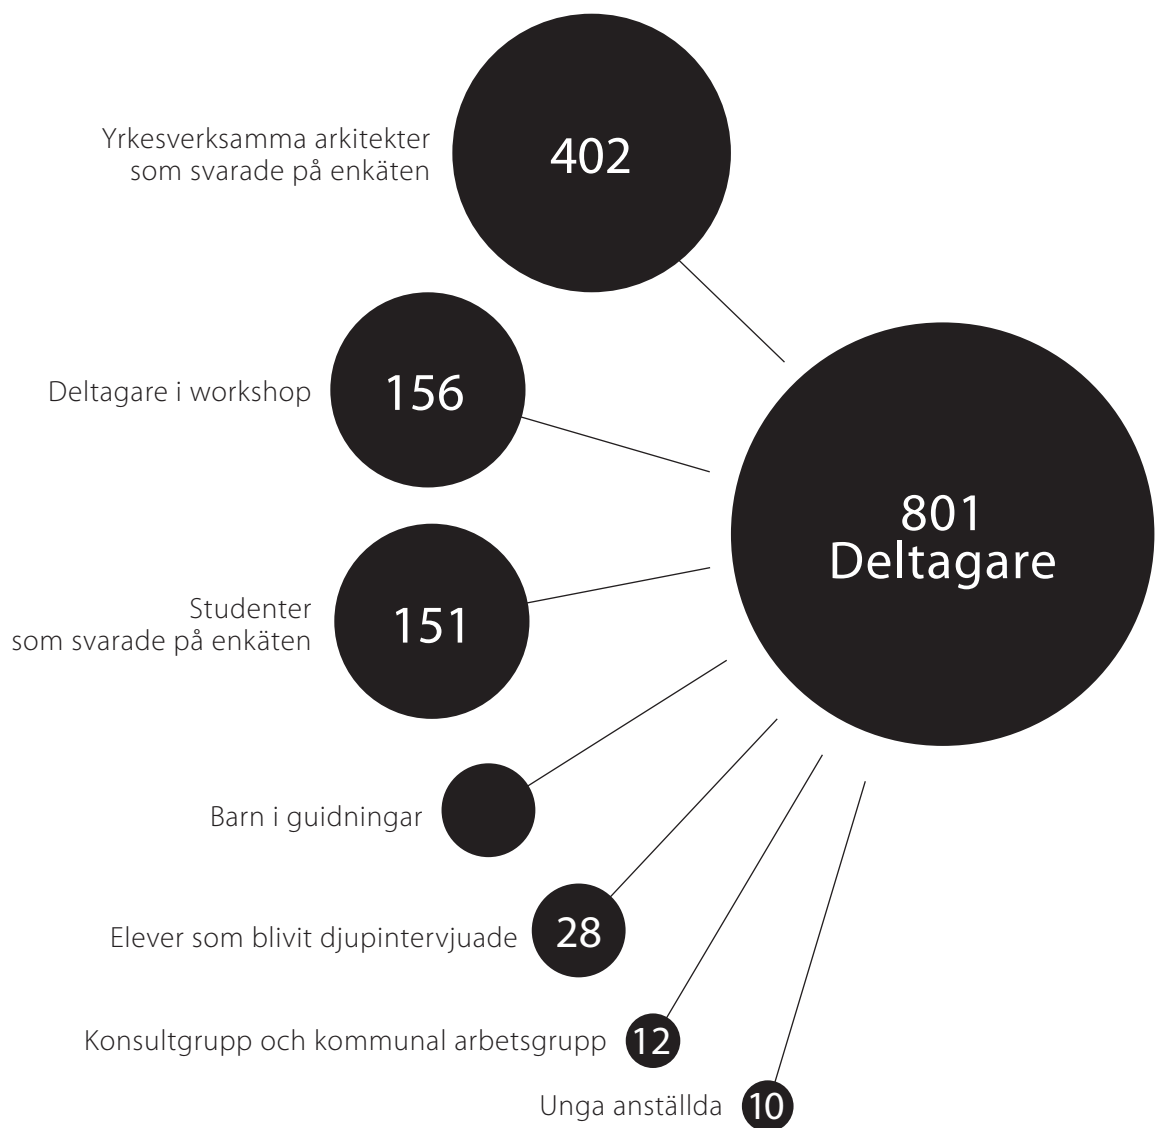 Yrkesverksamma arkitekter
som svarade på enkäten
402
Deltagare i workshop
156
801
Deltagare
Studenter
som svarade på enkäten
151
Barn i guidningar
Elever som blivit djupintervjuade
28
Konsultgrupp och kommunal arbetsgrupp
12
Unga anställda
10